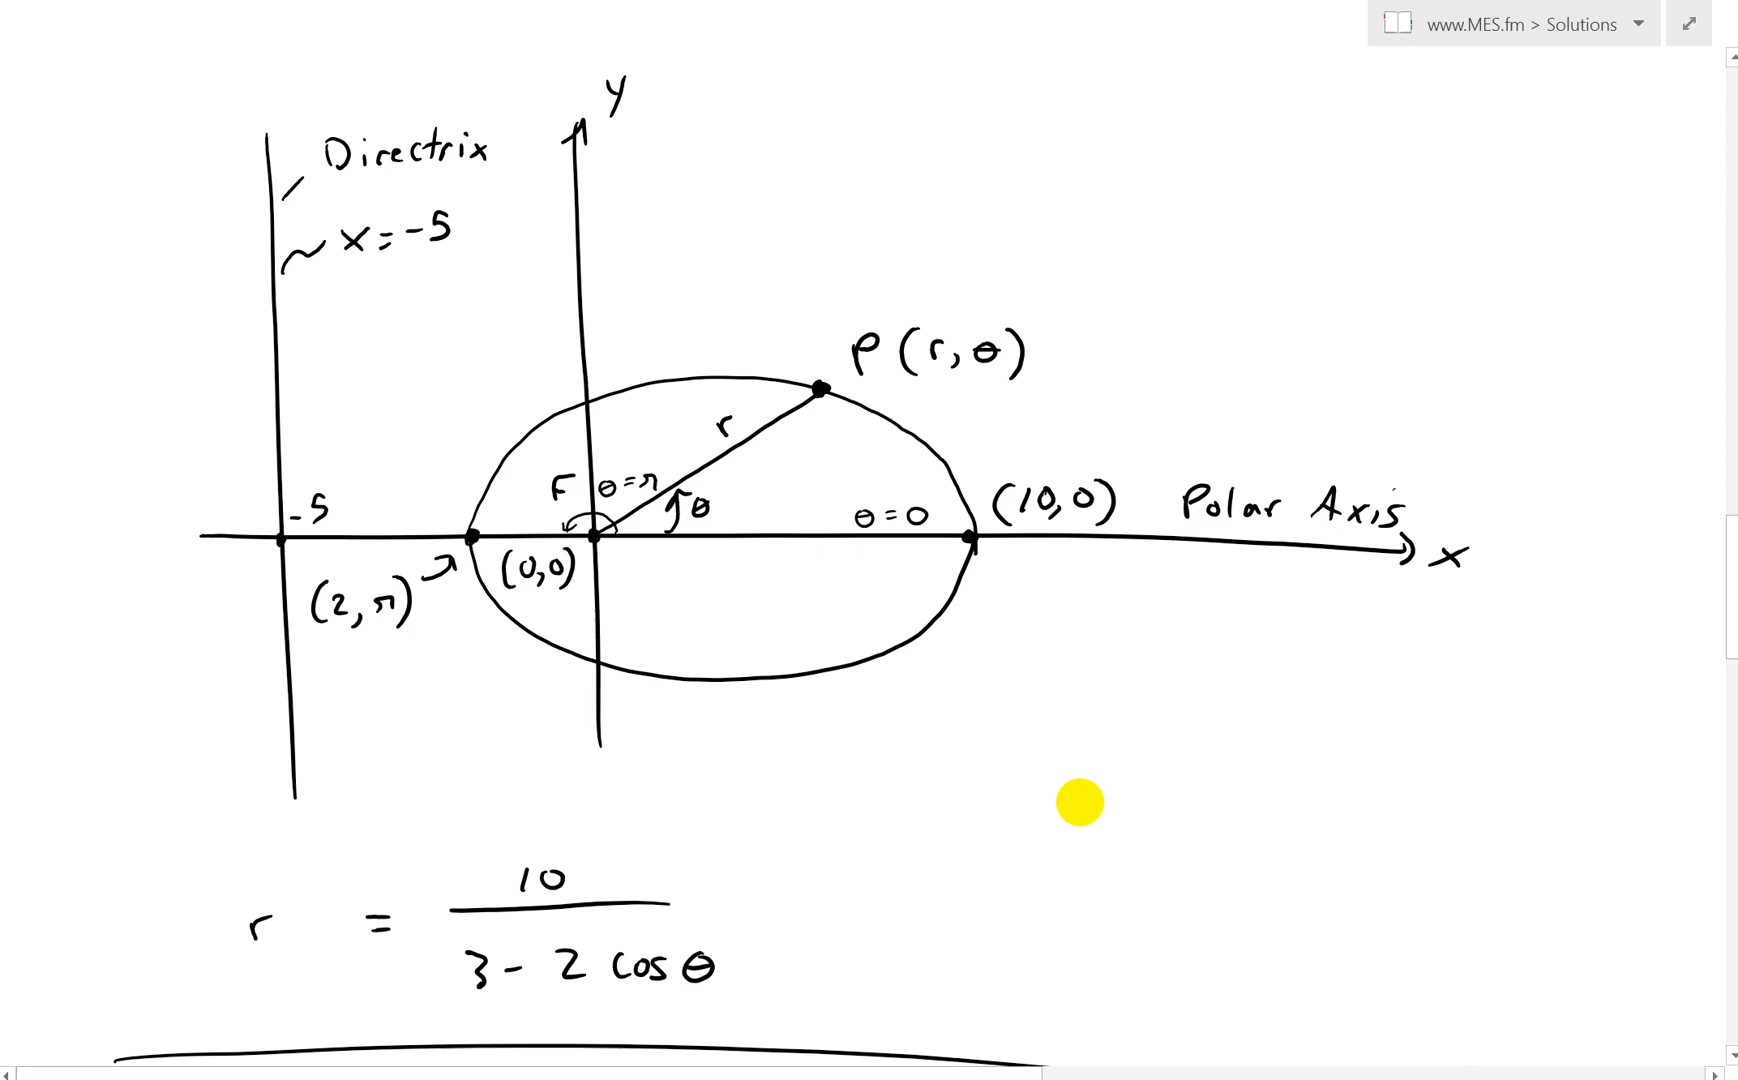 www.MES.fm > Solutions
y
Directrix
x = -5
P (r, θ)
r
F θ = π
θ
θ = 0
(10, 0) Polar Axis
-5
x
(2, π)
(0,0)
r = 10 / 3 - 2 cos θ